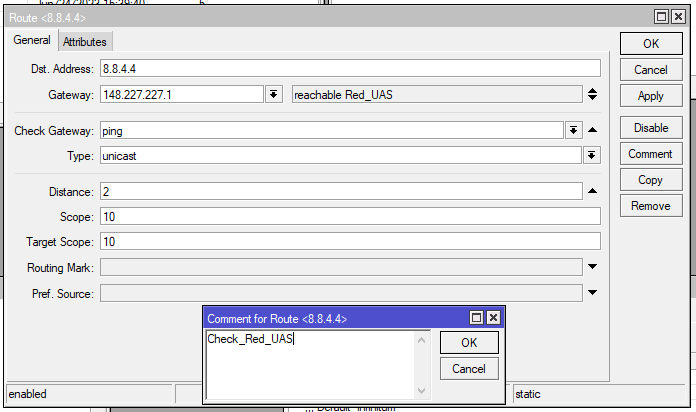 Route <8.8.4.4>
General Attributes
OK
Dst. Address: 8.8.4.4
Cancel
Gateway: 148.227.227.1 reachable Red_UAS
Apply
Check Gateway: ping
Disable
Type: unicast
Comment
Copy
Distance: 2
Remove
Scope: 10
Target Scope: 10
Routing Mark:
Pref. Source:
Comment for Route <8.8.4.4>
Check_Red_UAS
OK
Cancel
enabled static